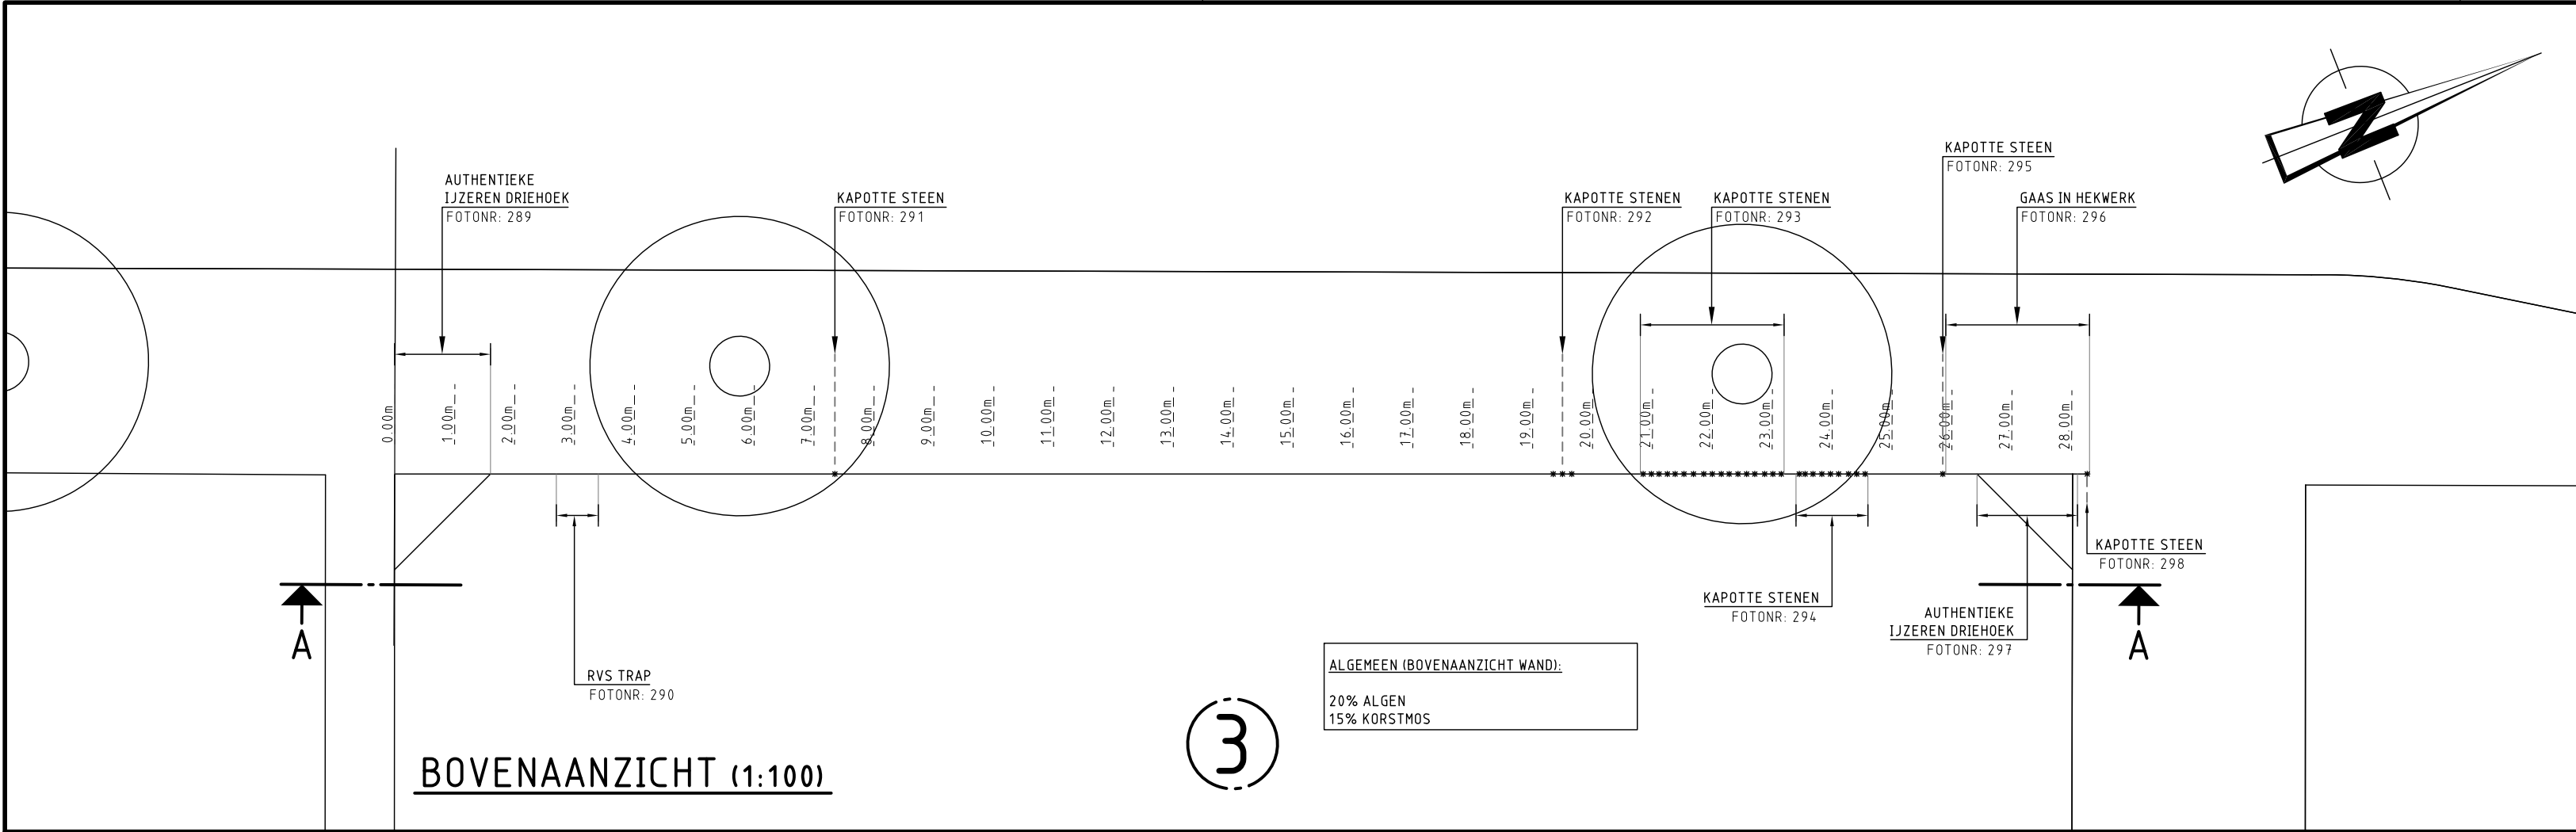 N
KAPOTTE STEEN
FOTONR: 295
AUTHENTIEKE
IJZEREN DRIEHOEK
FOTONR: 289
KAPOTTE STEEN
FOTONR: 291
KAPOTTE STENEN
FOTONR: 292
KAPOTTE STENEN
FOTONR: 293
GAAS IN HEKWERK
FOTONR: 296
0.00m
1.00m
2.00m
3.00m
4.00m
5.00m
6.00m
7.00m
8.00m
9.00m
10.00m
11.00m
12.00m
13.00m
14.00m
15.00m
16.00m
17.00m
18.00m
19.00m
20.00m
21.00m
22.00m
23.00m
24.00m
25.00m
26.00m
27.00m
28.00m
KAPOTTE STEEN
FOTONR: 298
KAPOTTE STENEN
FOTONR: 294
AUTHENTIEKE
IJZEREN DRIEHOEK
FOTONR: 297
A
A
RVS TRAP
FOTONR: 290
ALGEMEEN (BOVENAANZICHT WAND):
20% ALGEN
15% KORSTMOS
3
BOVENAANZICHT (1:100)